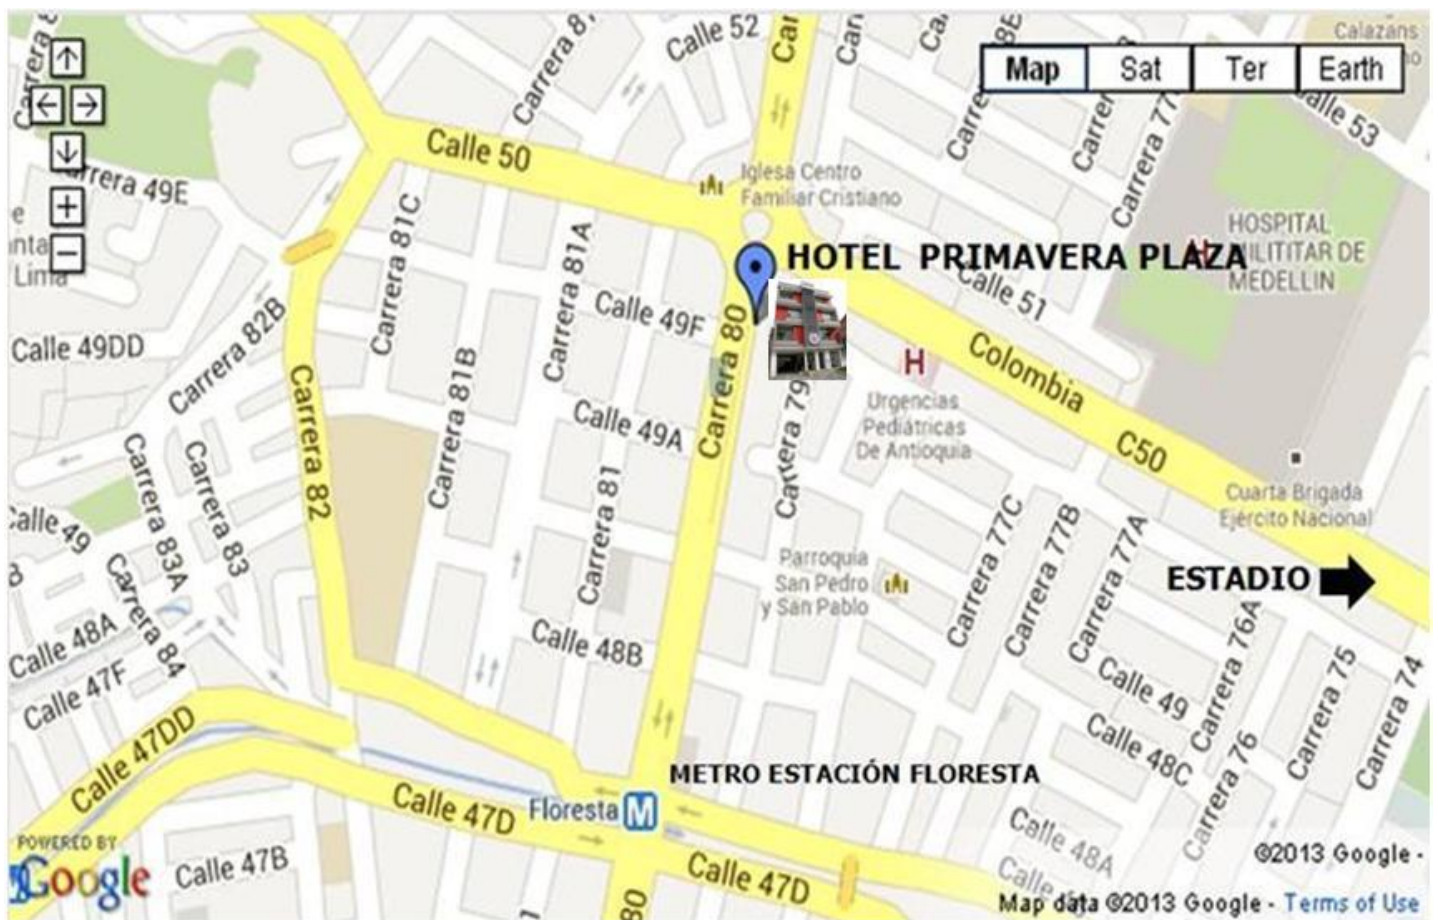 Calle 52
Map
Sat
Ter
Earth
Calazans
Calle 53
Carrera 81
Calle 50
Iglesa Centro
Familiar Cristiano
HOSPITAL
MILITITAR DE
MEDELLIN
HOTEL PRIMAVERA PLAZA
Calle 51
Carrera 81C
Carrera 81A
Lima
Calle 49F
Carrera 80
Calle 49DD
Carrera 82B
Colombia
H
Urgencias
Pediátricas
De Antioquia
Carrera 79
Calle 49A
Carrera 81B
Carrera 82
C50
Cuarta Brigada
Ejército Nacional
Carrera 83A
Carrera 83
Calle 49
Carrera 81
Carrera 77C
Carrera 77B
Carrera 77A
Parroquia
San Pedro
y San Pablo
ESTADIO
Carrera 84
Calle 48A
Calle 48B
Carrera 76A
Calle 47F
Calle 49
Carrera 75
Carrera 74
Calle 47DD
Calle 48C
Carrera 76
METRO ESTACIÓN FLORESTA
Floresta M
Calle 47D
Calle 48A
POWERED BY
Google
Calle 47B
Calle 47D
80
©2013 Google -
Map data ©2013 Google - Terms of Use